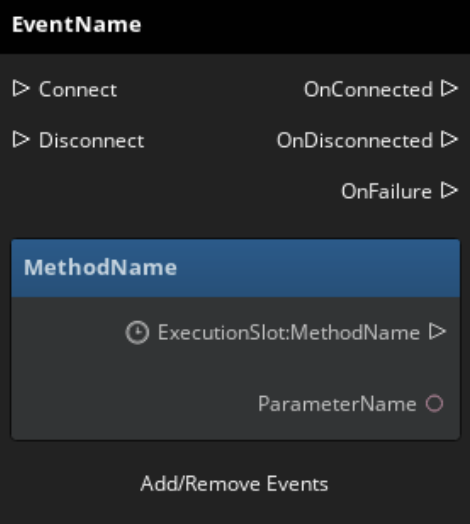 EventName
Connect OnConnected
Disconnect OnDisconnected
OnFailure
MethodName
ExecutionSlot:MethodName
ParameterName
Add/Remove Events